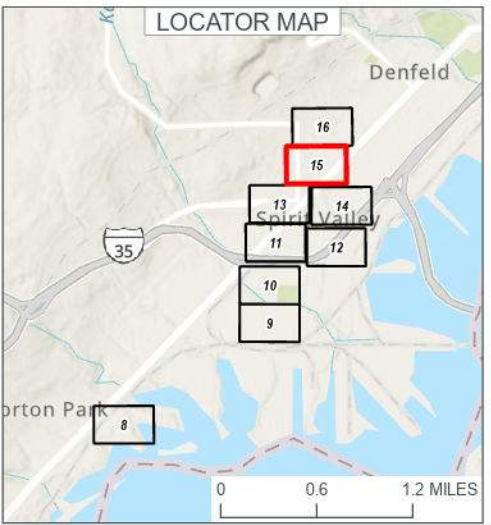 LOCATOR MAP
Ke
Denfeld
16
15
13
14
Spirit Valley
35
11
12
10
9
orton Park
8
0 0.6 1.2 MILES